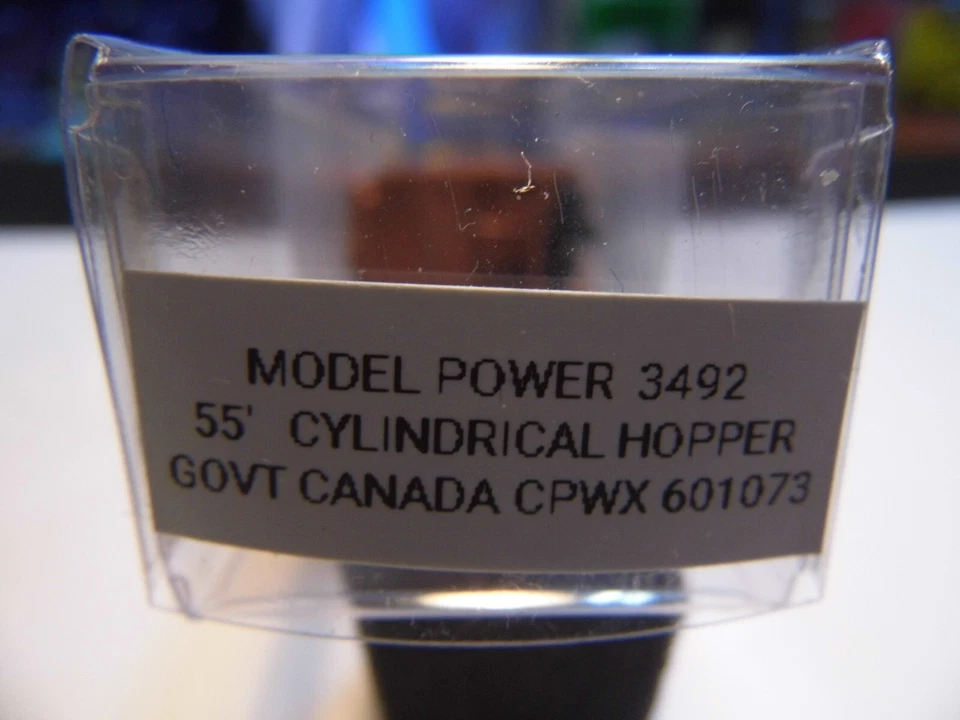 MODEL POWER 3492
55' CYLINDRICAL HOPPER
GOVT CANADA CPWX 601073